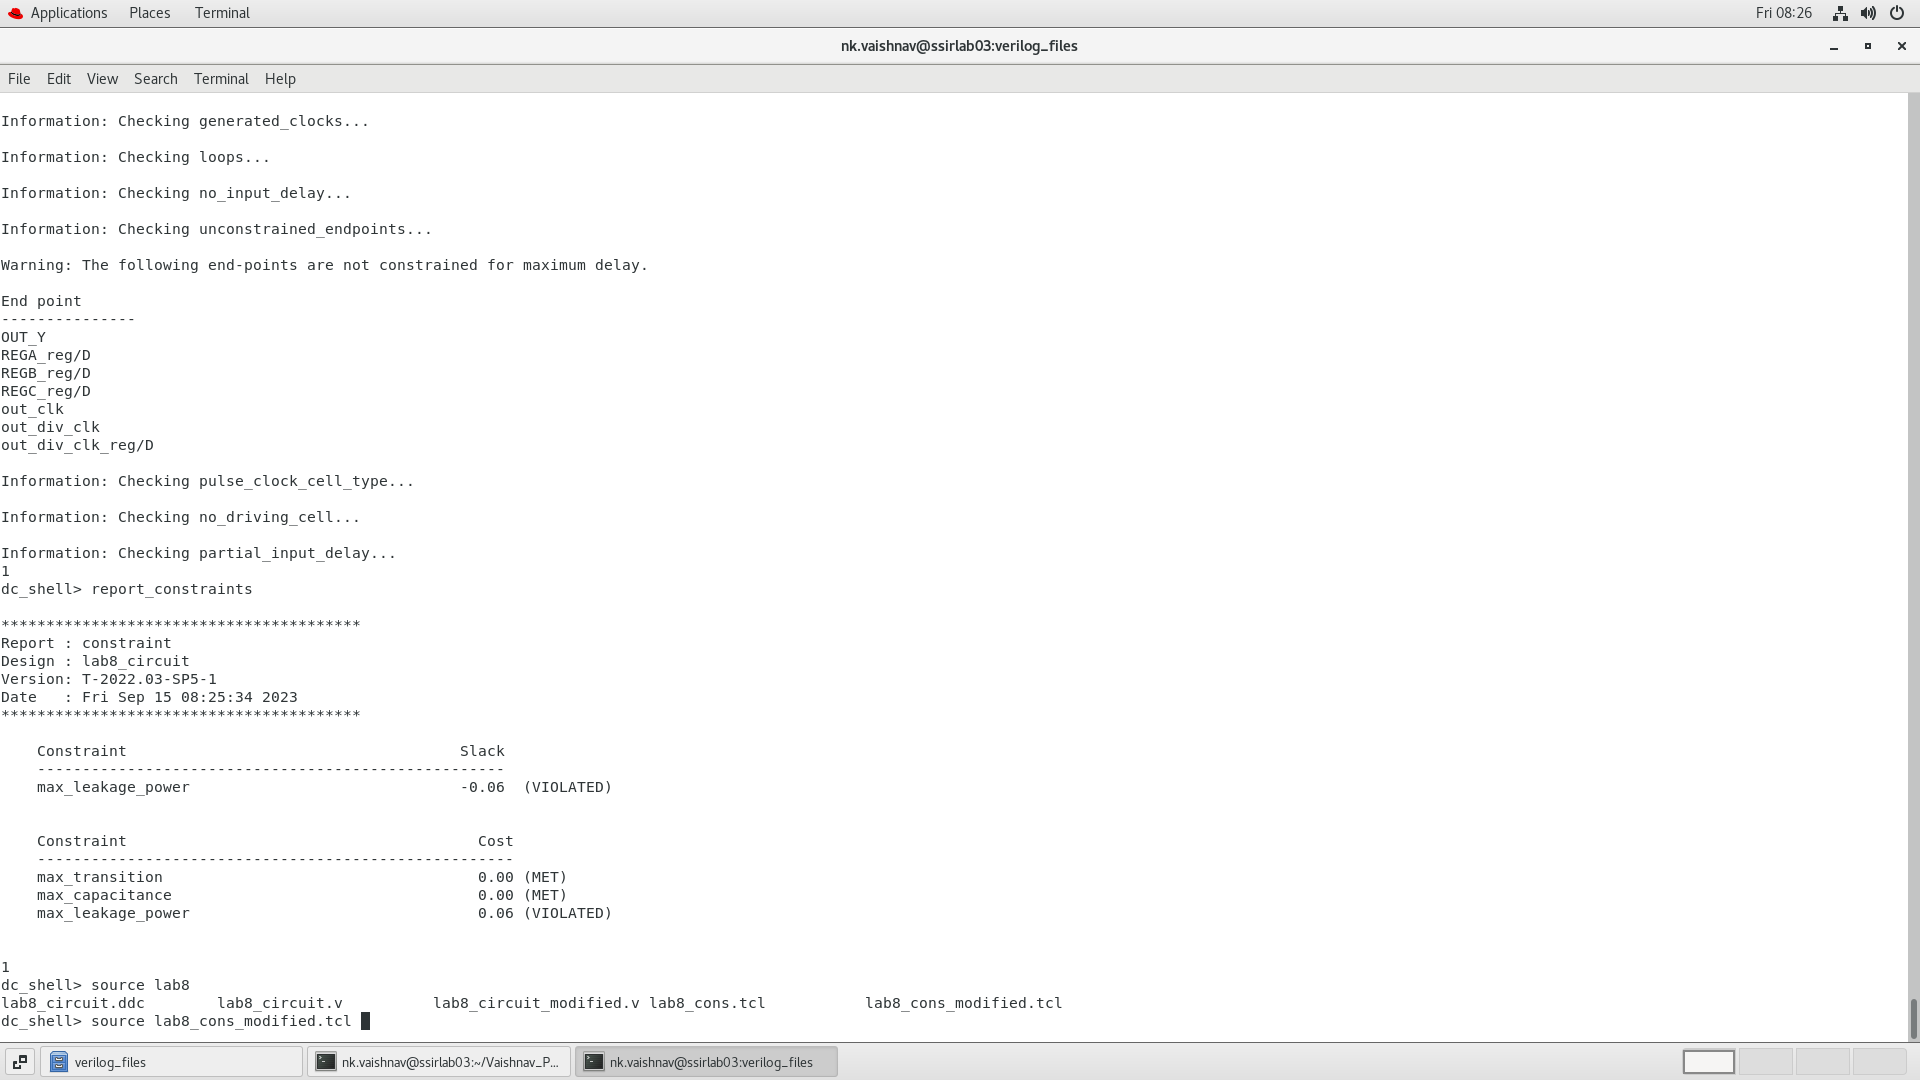 Applications Places Terminal Fri 08:26
nk.vaishnav@ssirlab03:verilog_files
File Edit View Search Terminal Help
Information: Checking generated_clocks...
Information: Checking loops...
Information: Checking no_input_delay...
Information: Checking unconstrained_endpoints...
Warning: The following end-points are not constrained for maximum delay.
End point
---------------
OUT_Y
REGA_reg/D
REGB_reg/D
REGC_reg/D
out_clk
out_div_clk
out_div_clk_reg/D
Information: Checking pulse_clock_cell_type...
Information: Checking no_driving_cell...
Information: Checking partial_input_delay...
1
dc_shell> report_constraints
****************************************
Report : constraint
Design : lab8_circuit
Version: T-2022.03-SP5-1
Date   : Fri Sep 15 08:25:34 2023
****************************************
Constraint                                     Slack
----------------------------------------------------
max_leakage_power                              -0.06  (VIOLATED)
Constraint                                       Cost
-----------------------------------------------------
max_transition                                   0.00 (MET)
max_capacitance                                  0.00 (MET)
max_leakage_power                                0.06 (VIOLATED)
1
dc_shell> source lab8
lab8_circuit.ddc        lab8_circuit.v          lab8_circuit_modified.v lab8_cons.tcl           lab8_cons_modified.tcl
dc_shell> source lab8_cons_modified.tcl
verilog_files nk.vaishnav@ssirlab03:~/Vaishnav_P... nk.vaishnav@ssirlab03:verilog_files